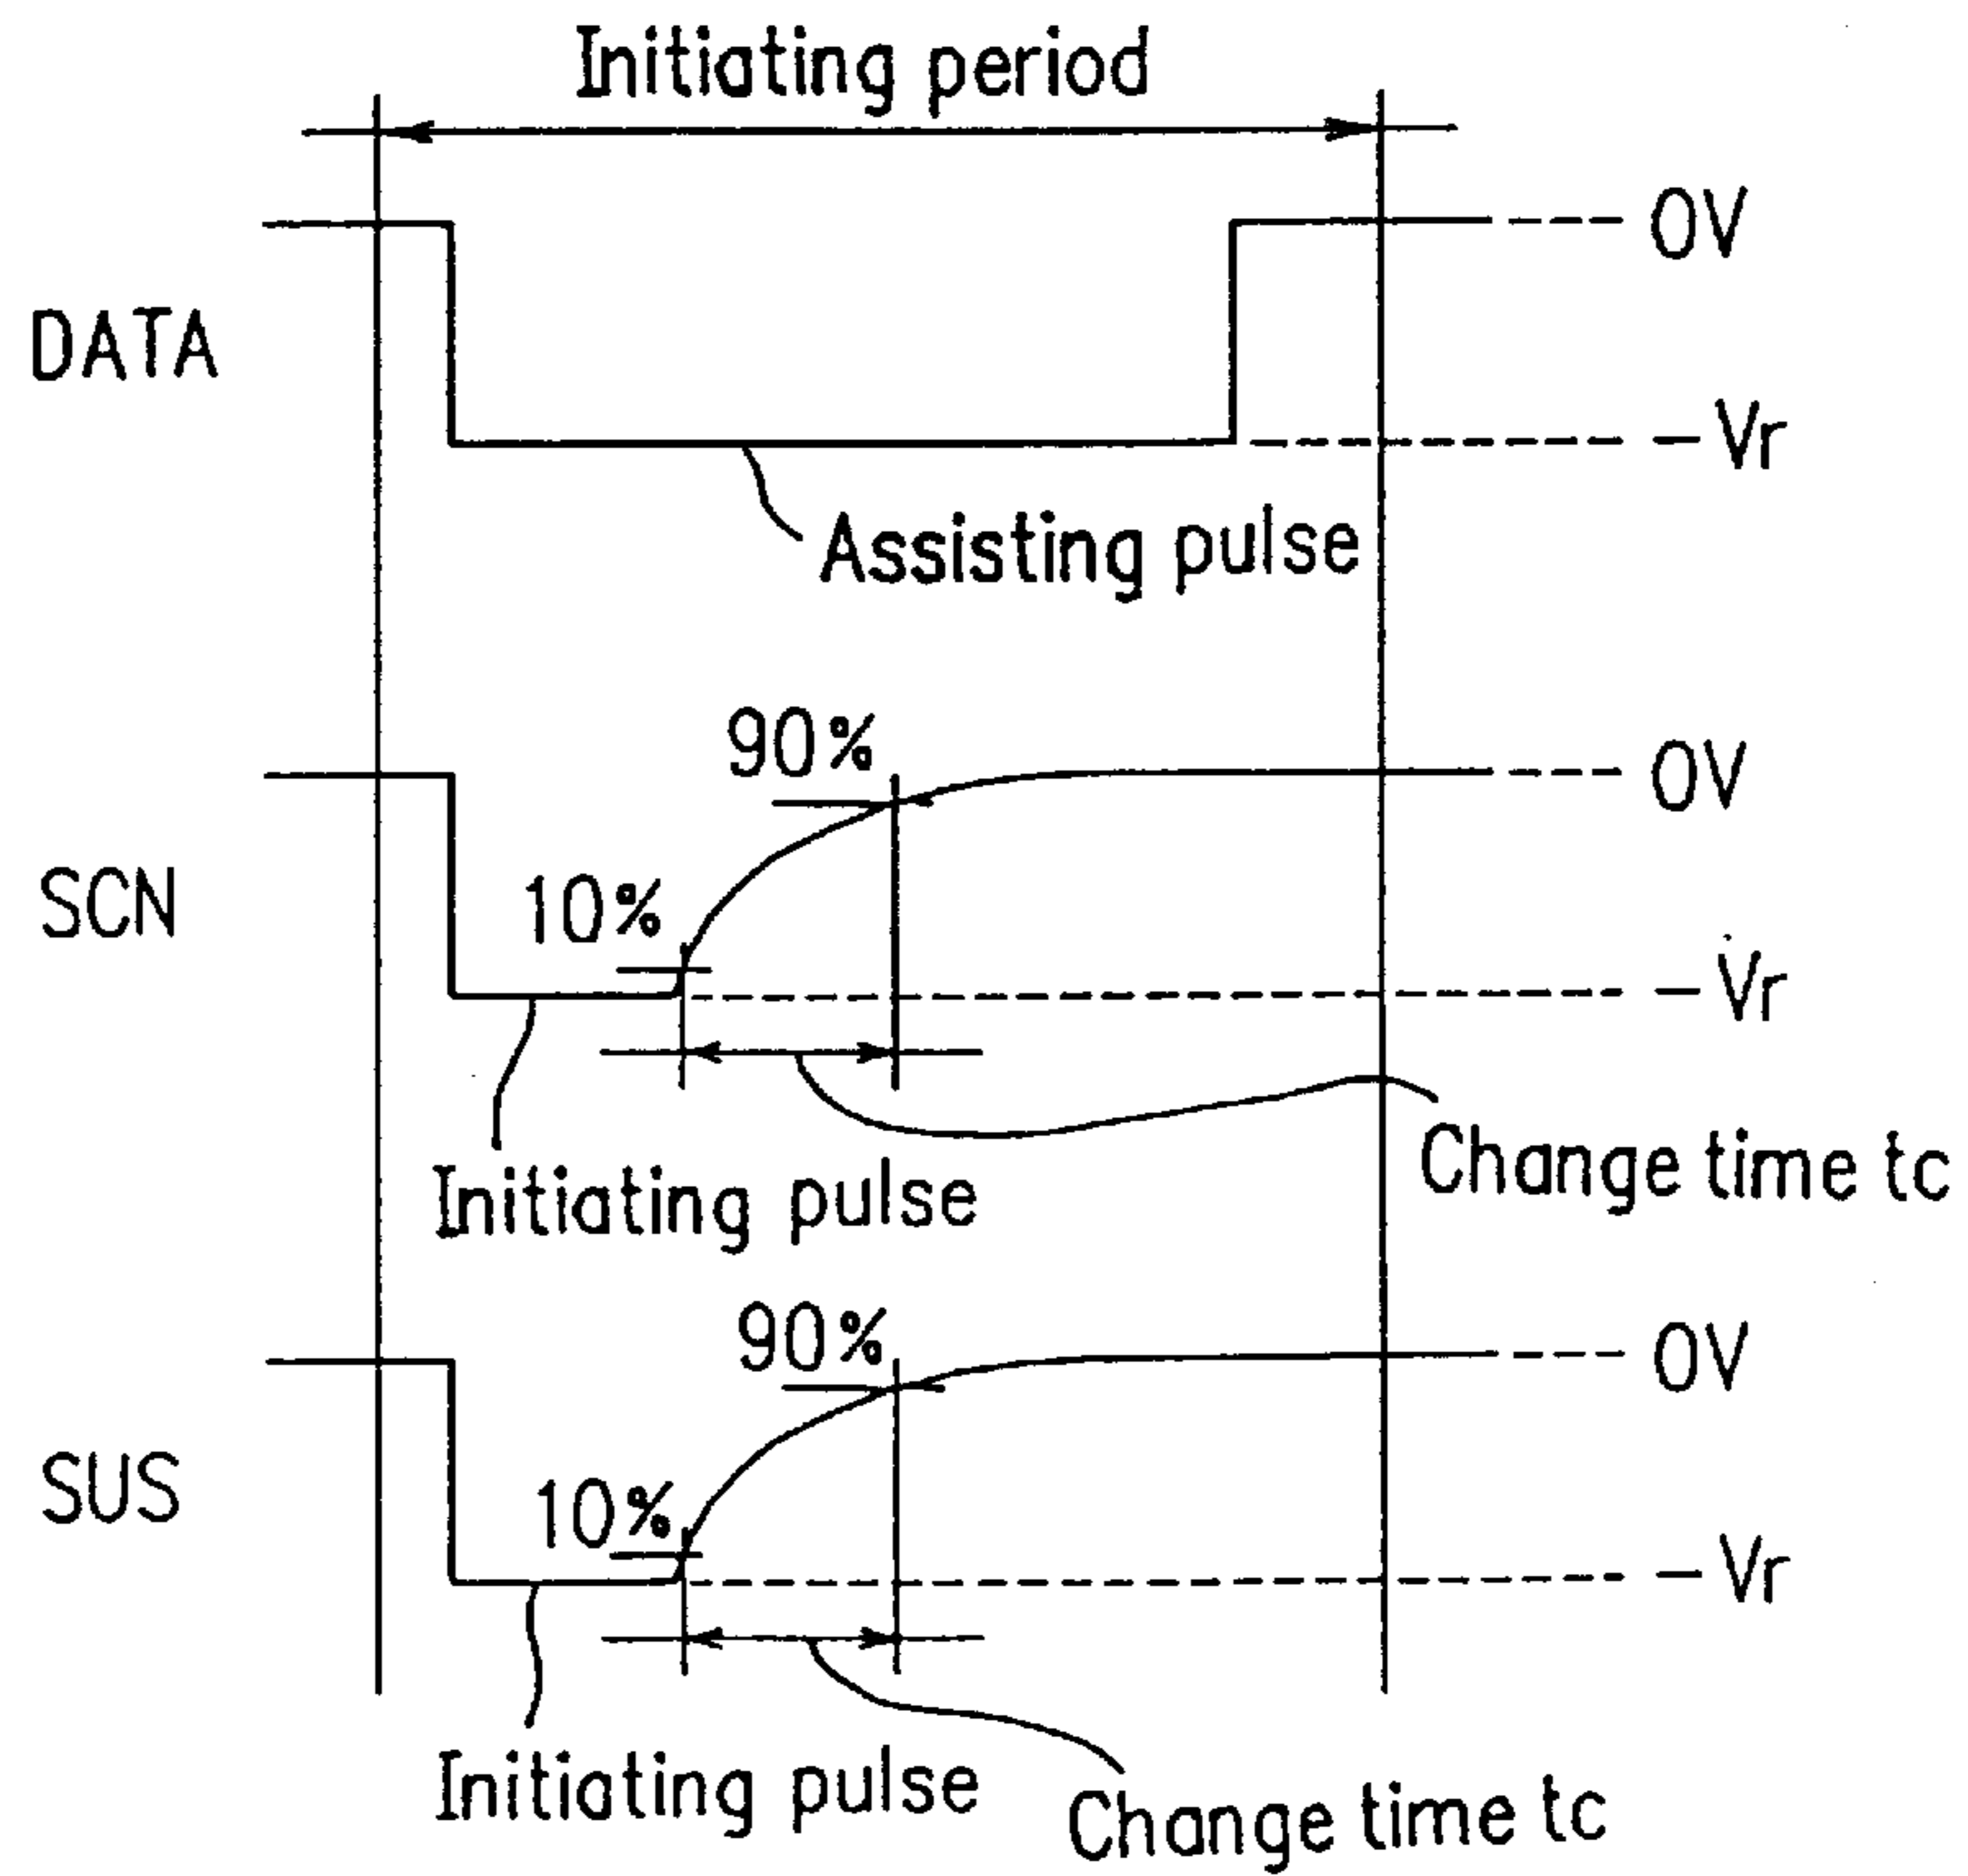 Initiating period
0V
DATA
-Vr
Assisting pulse
90%
0V
10%
SCN
-Vr
Change time tc
Initiating pulse
90%
0V
10%
SUS
-Vr
Initiating pulse
Change time tc